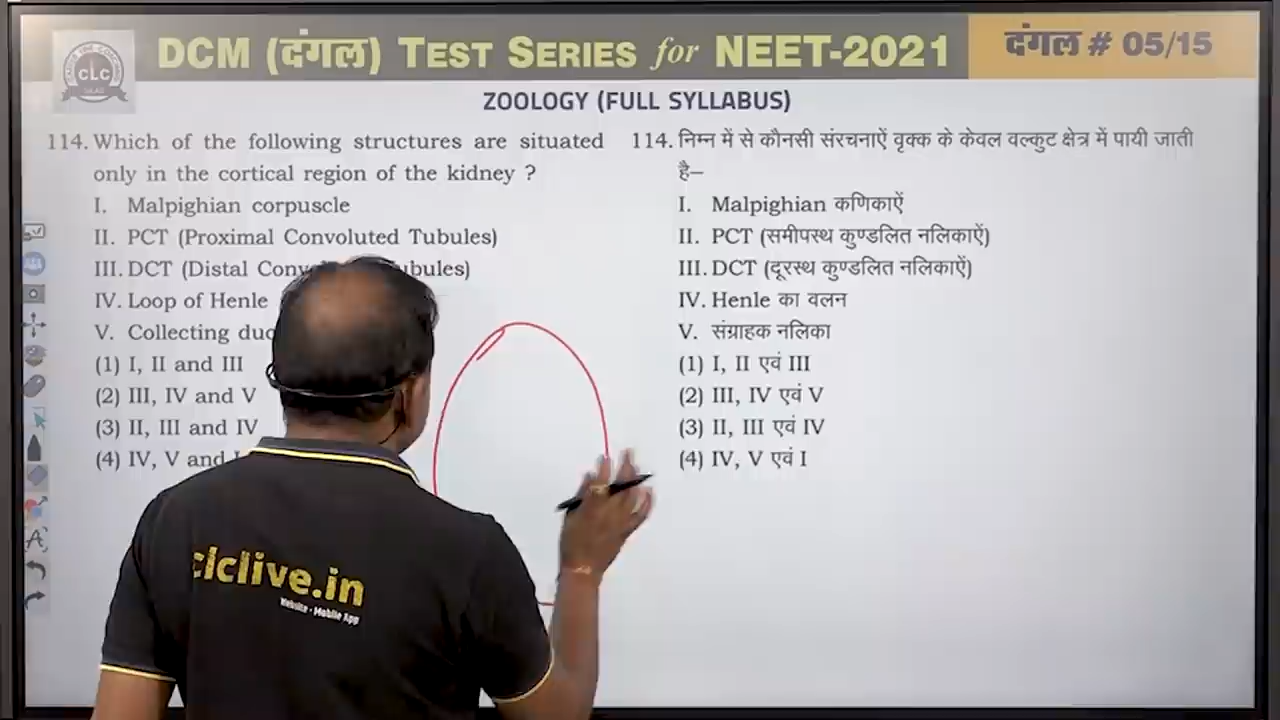 DCM (दंगल) TEST SERIES for NEET-2021
दंगल # 05/15
CLC
ZOOLOGY (FULL SYLLABUS)
114. Which of the following structures are situated
only in the cortical region of the kidney ?
I. Malpighian corpuscle
II. PCT (Proximal Convoluted Tubules)
III. DCT (Distal Conv ubules)
IV. Loop of Henle
V. Collecting duc
(1) I, II and III
(2) III, IV and V
(3) II, III and IV
(4) IV, V and I
114. निम्न में से कौनसी संरचनाऐं वृक्क के केवल वल्कुट क्षेत्र में पायी जाती
है–
I. Malpighian कणिकाऐं
II. PCT (समीपस्थ कुण्डलित नलिकाऐं)
III. DCT (दूरस्थ कुण्डलित नलिकाऐं)
IV. Henle का वलन
V. संग्राहक नलिका
(1) I, II एवं III
(2) III, IV एवं V
(3) II, III एवं IV
(4) IV, V एवं I
clclive.in
Website - Mobile App